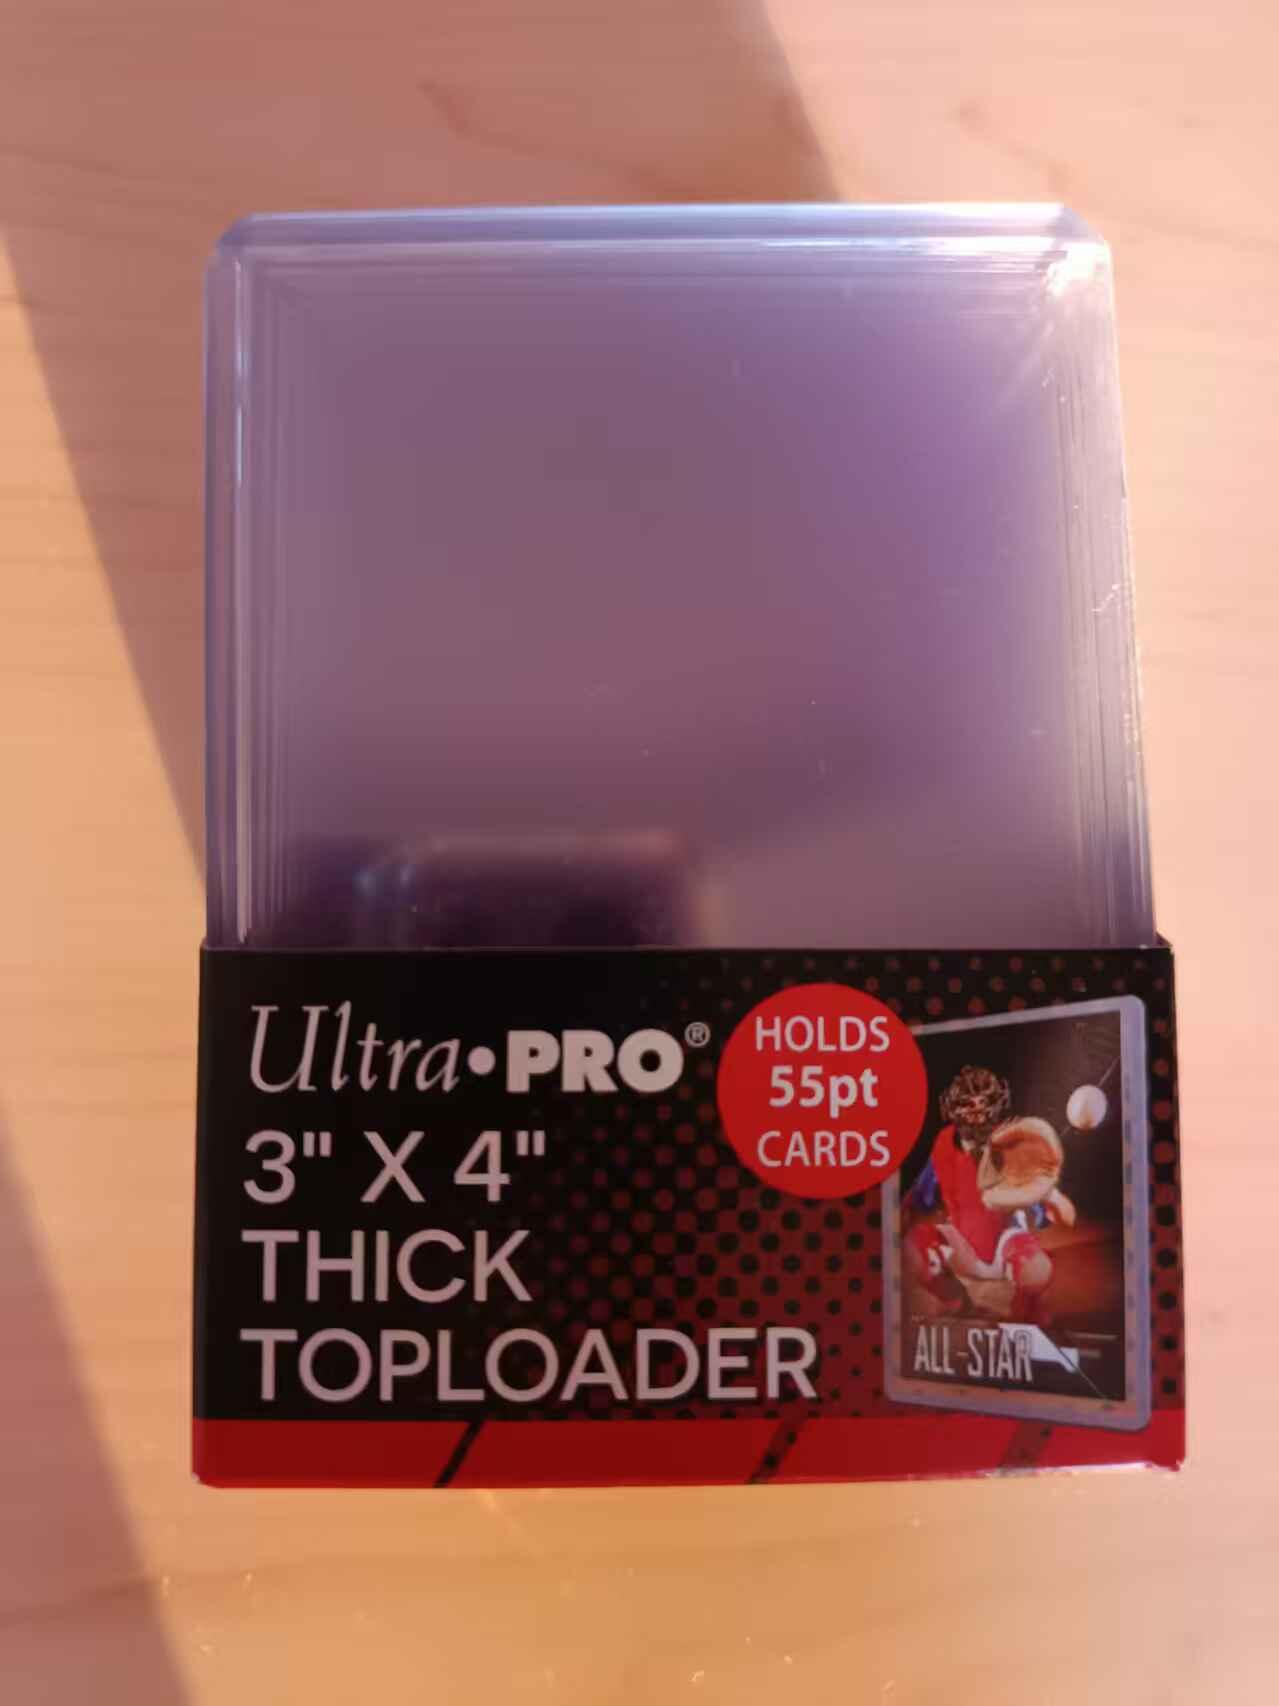 Ultra•PRO®
3" X 4"
THICK
TOPLOADER
HOLDS
55pt
CARDS
ALL-STAR